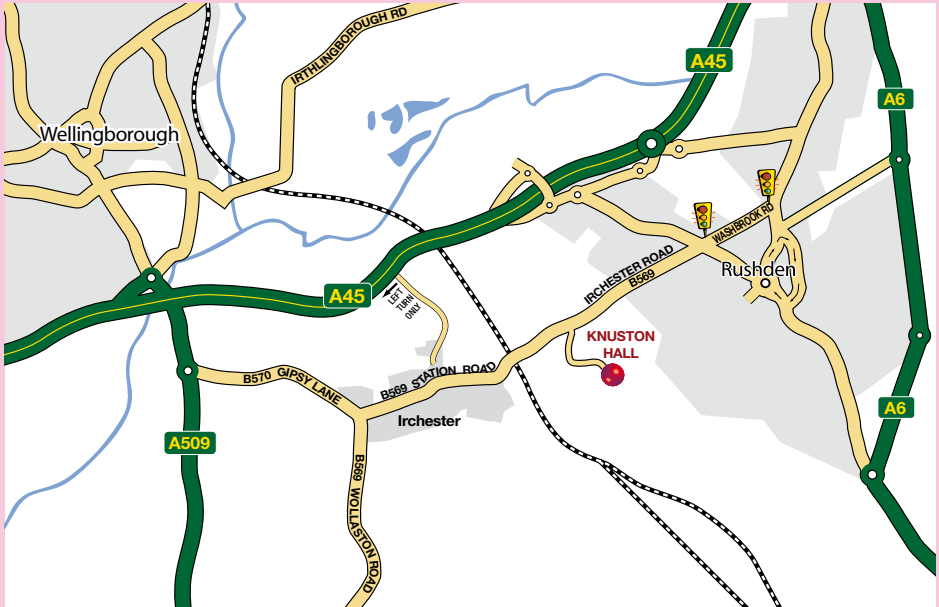 IRTHLINGBOROUGH RD
A45
A6
Wellingborough
WASHBROOK RD
IRCHESTER ROAD
B569
Rushden
A45
LEFT
TURN
ONLY
KNUSTON
HALL
B570 GIPSY LANE
B569 STATION ROAD
Irchester
A6
A509
B569 WOLLASTON ROAD